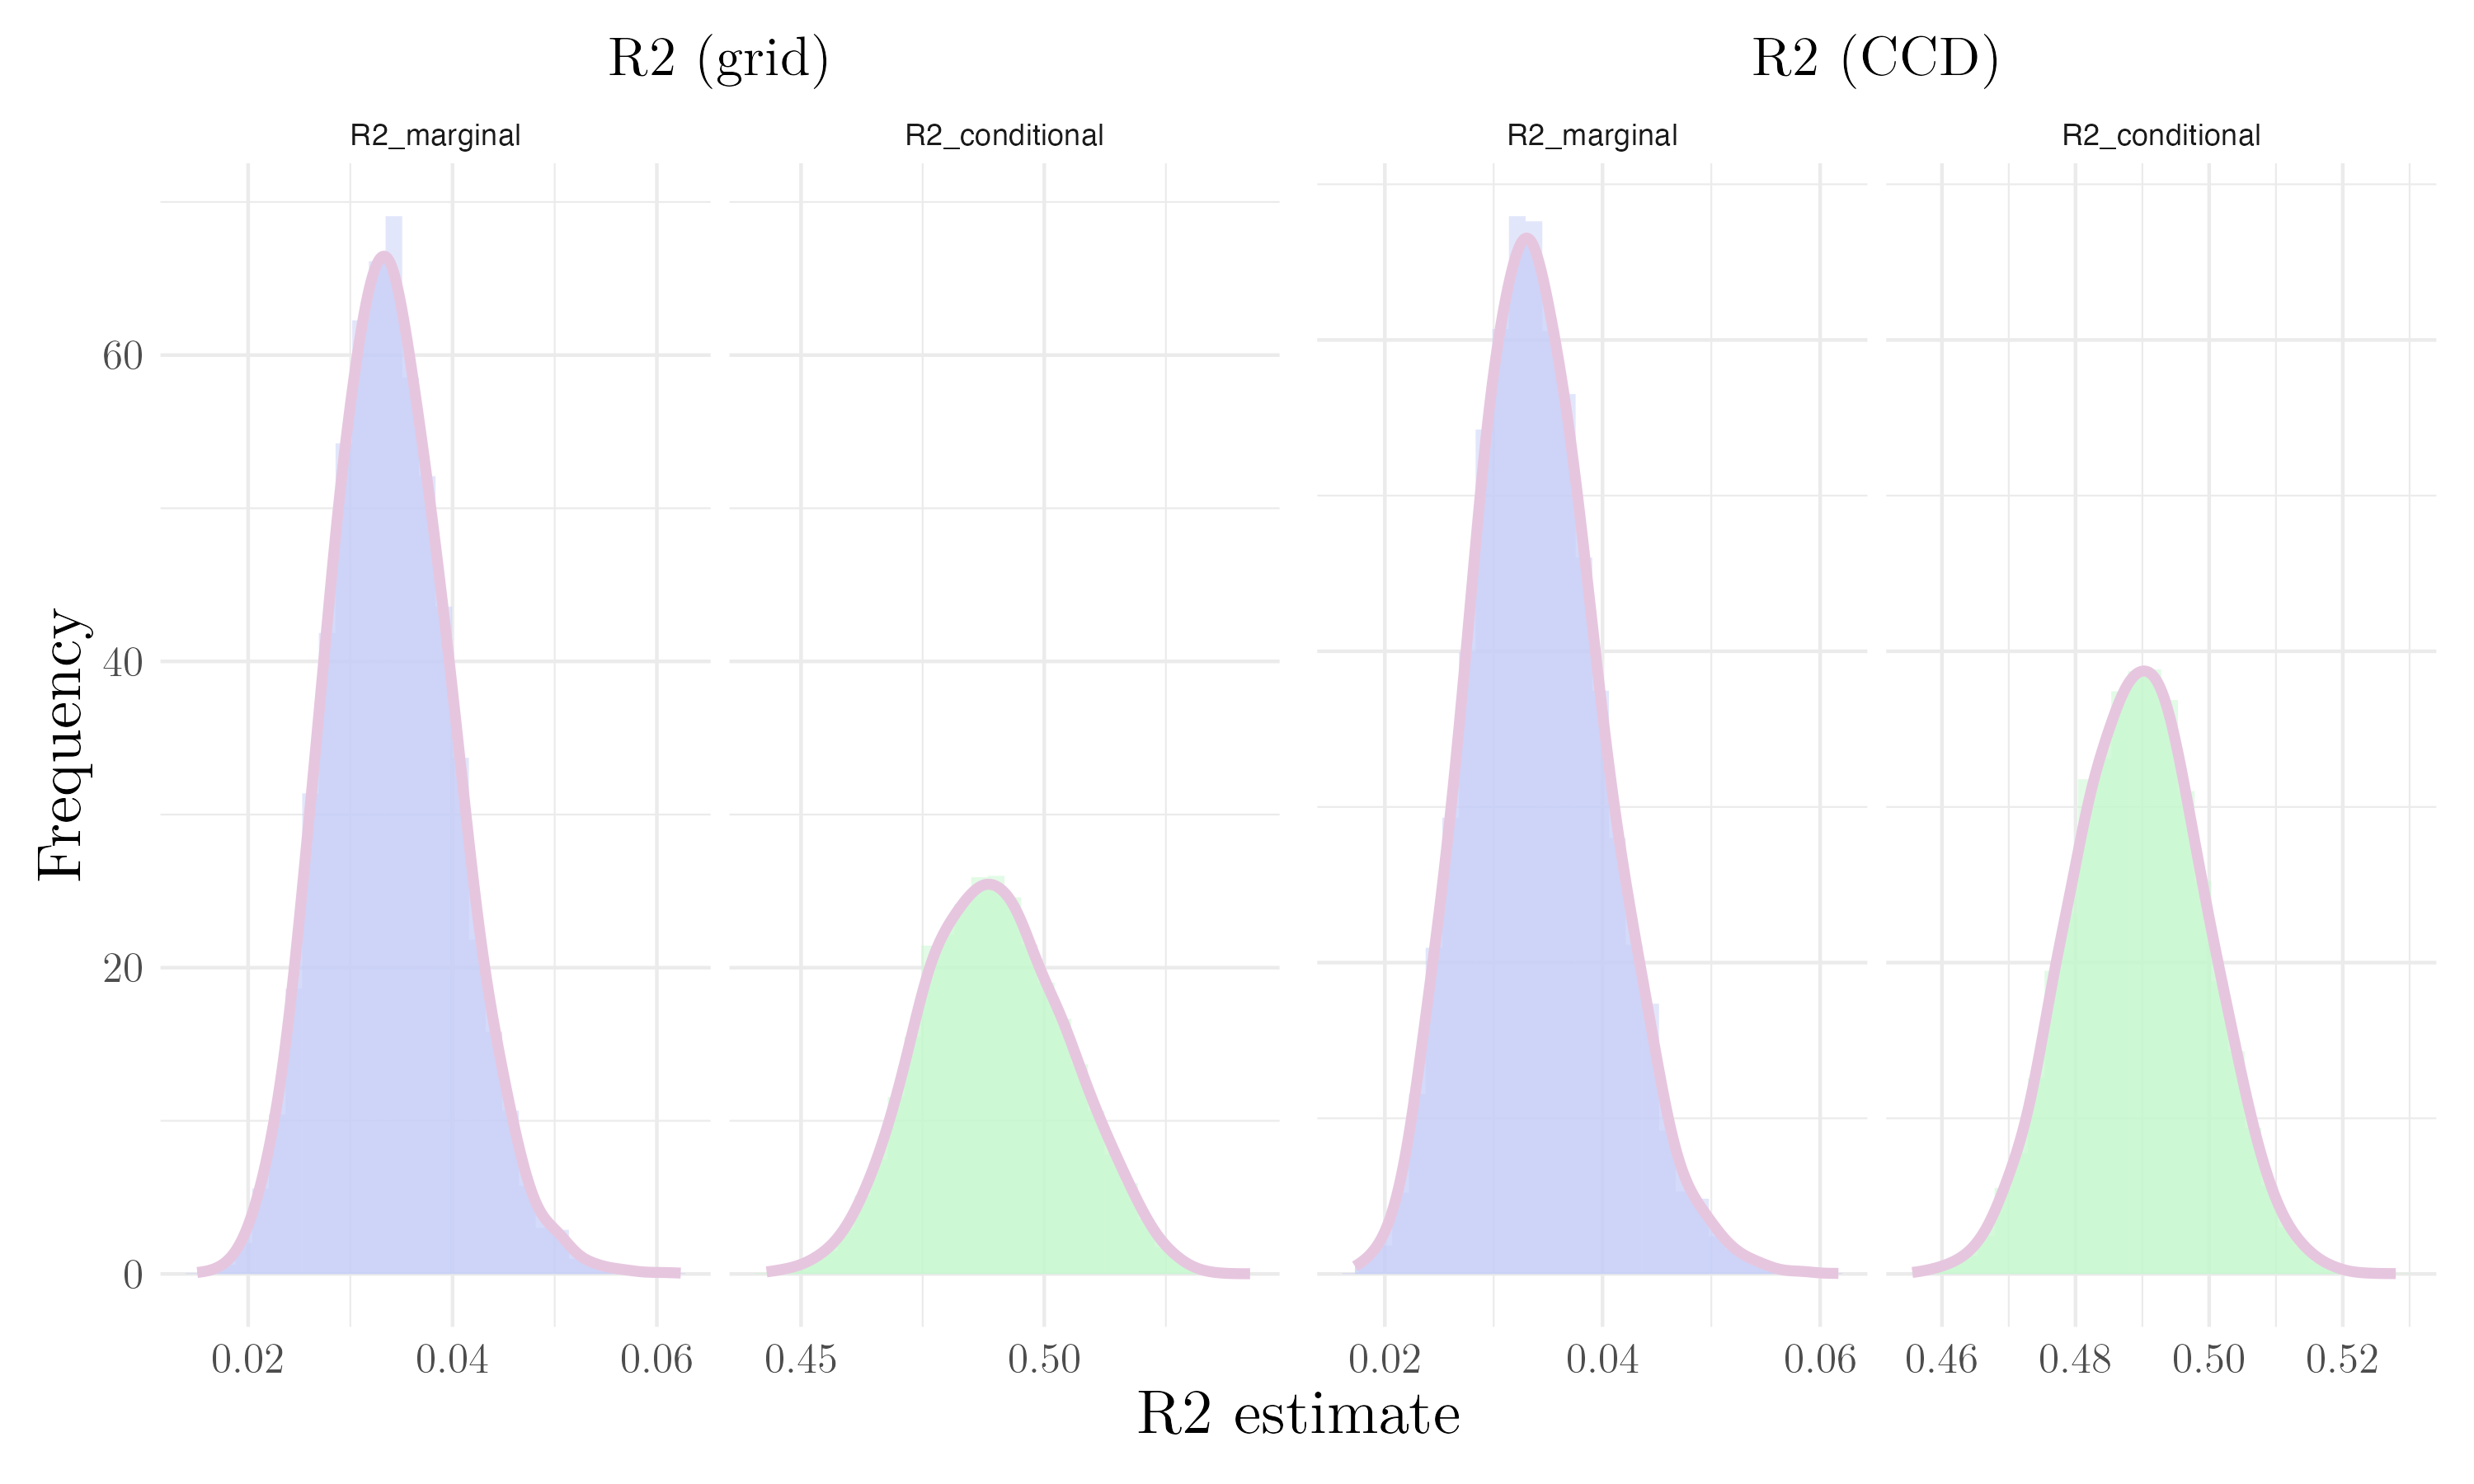 R2 (grid) R2 (CCD)
R2_marginal R2_conditional R2_marginal R2_conditional
60
40
20
0
Frequency
0.02 0.04 0.06 0.45 0.50 0.02 0.04 0.06 0.46 0.48 0.50 0.52
R2 estimate